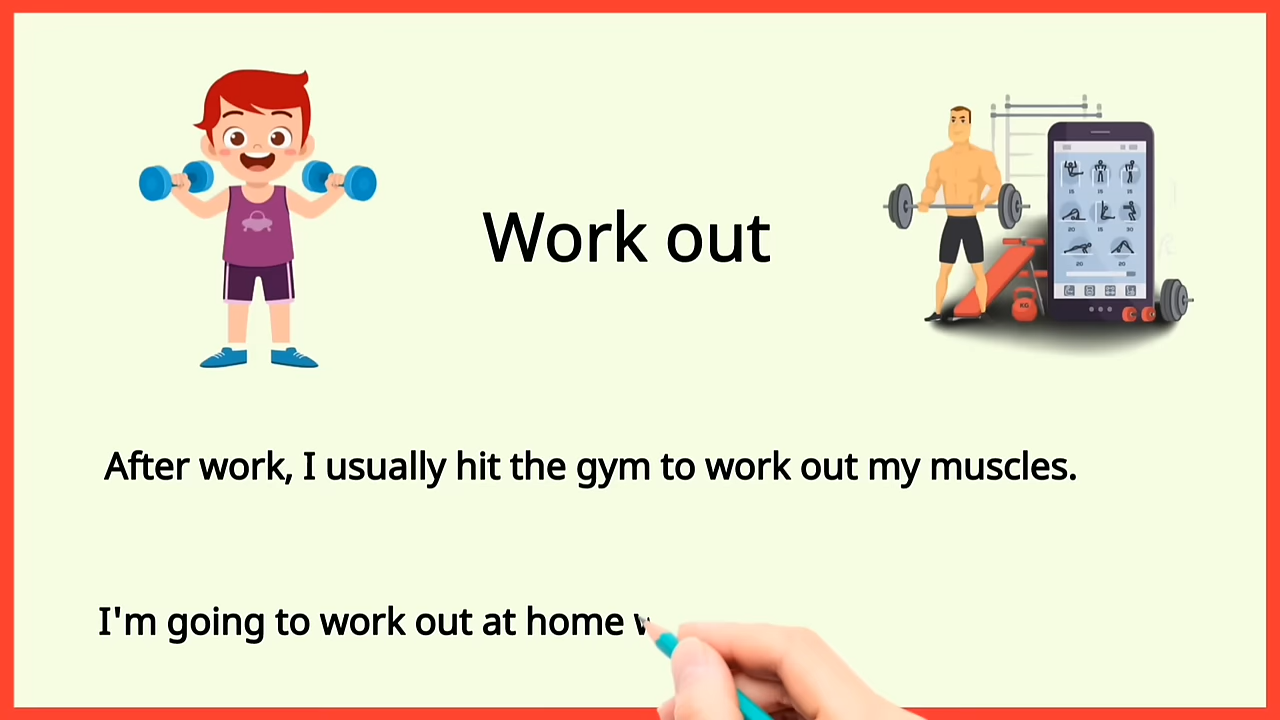 Work out
After work, I usually hit the gym to work out my muscles.
I'm going to work out at home